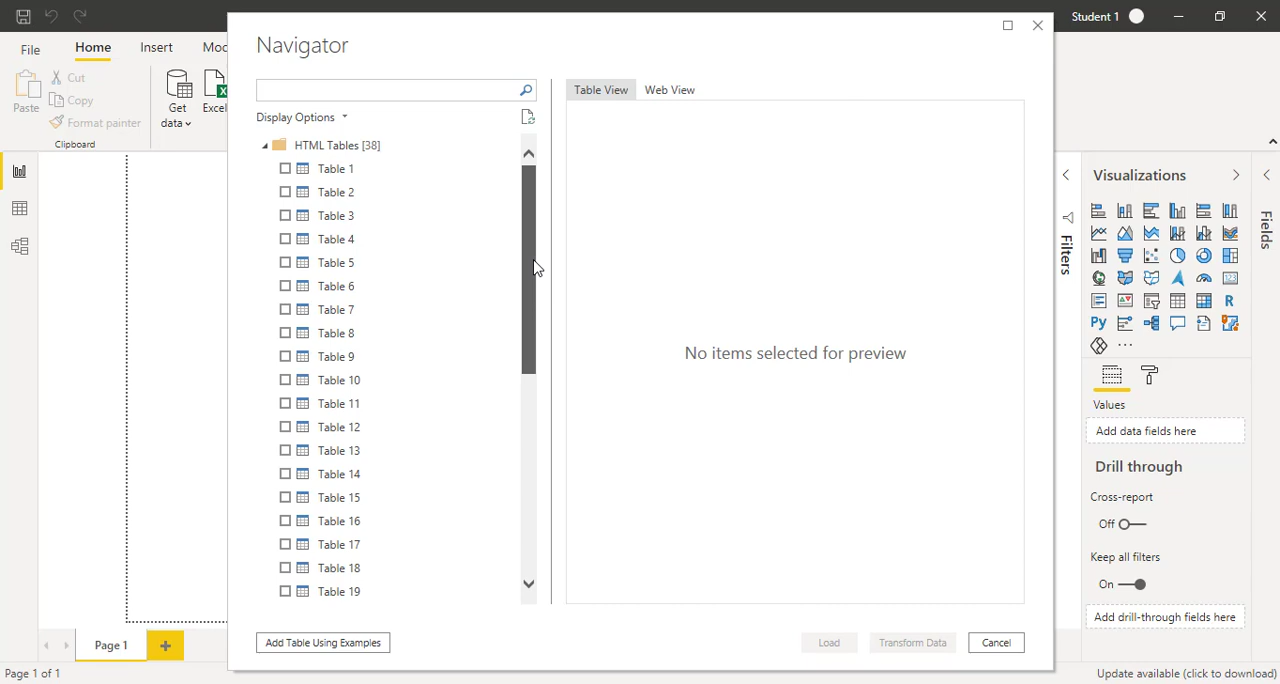 Student 1
File
Home
Insert
Mod
Paste
Cut
Copy
Format painter
Clipboard
Get
data
Excel
Navigator
Display Options
HTML Tables [38]
Table 1
Table 2
Table 3
Table 4
Table 5
Table 6
Table 7
Table 8
Table 9
Table 10
Table 11
Table 12
Table 13
Table 14
Table 15
Table 16
Table 17
Table 18
Table 19
Add Table Using Examples
Table View
Web View
No items selected for preview
Load
Transform Data
Cancel
Filters
Visualizations
123
R
Py
...
Values
Add data fields here
Drill through
Cross-report
Off
Keep all filters
On
Add drill-through fields here
Fields
Page 1
Page 1 of 1
Update available (click to download)